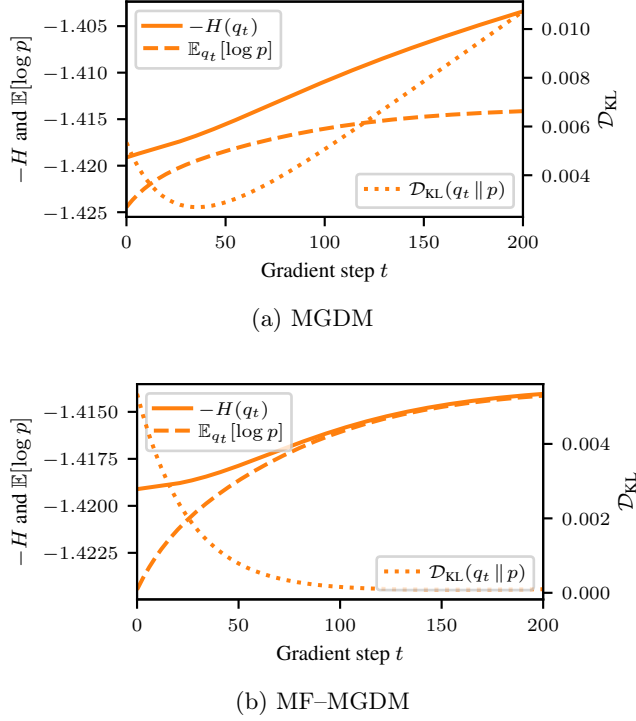 −1.405
−1.410
−1.415
−1.420
−1.425
−H and 𝔼[log p]
−H(q_t)
𝔼_{q_t}[log p]
𝒟_KL(q_t ∥ p)
0.010
0.008
0.006
0.004
𝒟_KL
0 50 100 150 200
Gradient step t
(a) MGDM
−1.4150
−1.4175
−1.4200
−1.4225
−H and 𝔼[log p]
−H(q_t)
𝔼_{q_t}[log p]
𝒟_KL(q_t ∥ p)
0.004
0.002
0.000
𝒟_KL
0 50 100 150 200
Gradient step t
(b) MF–MGDM